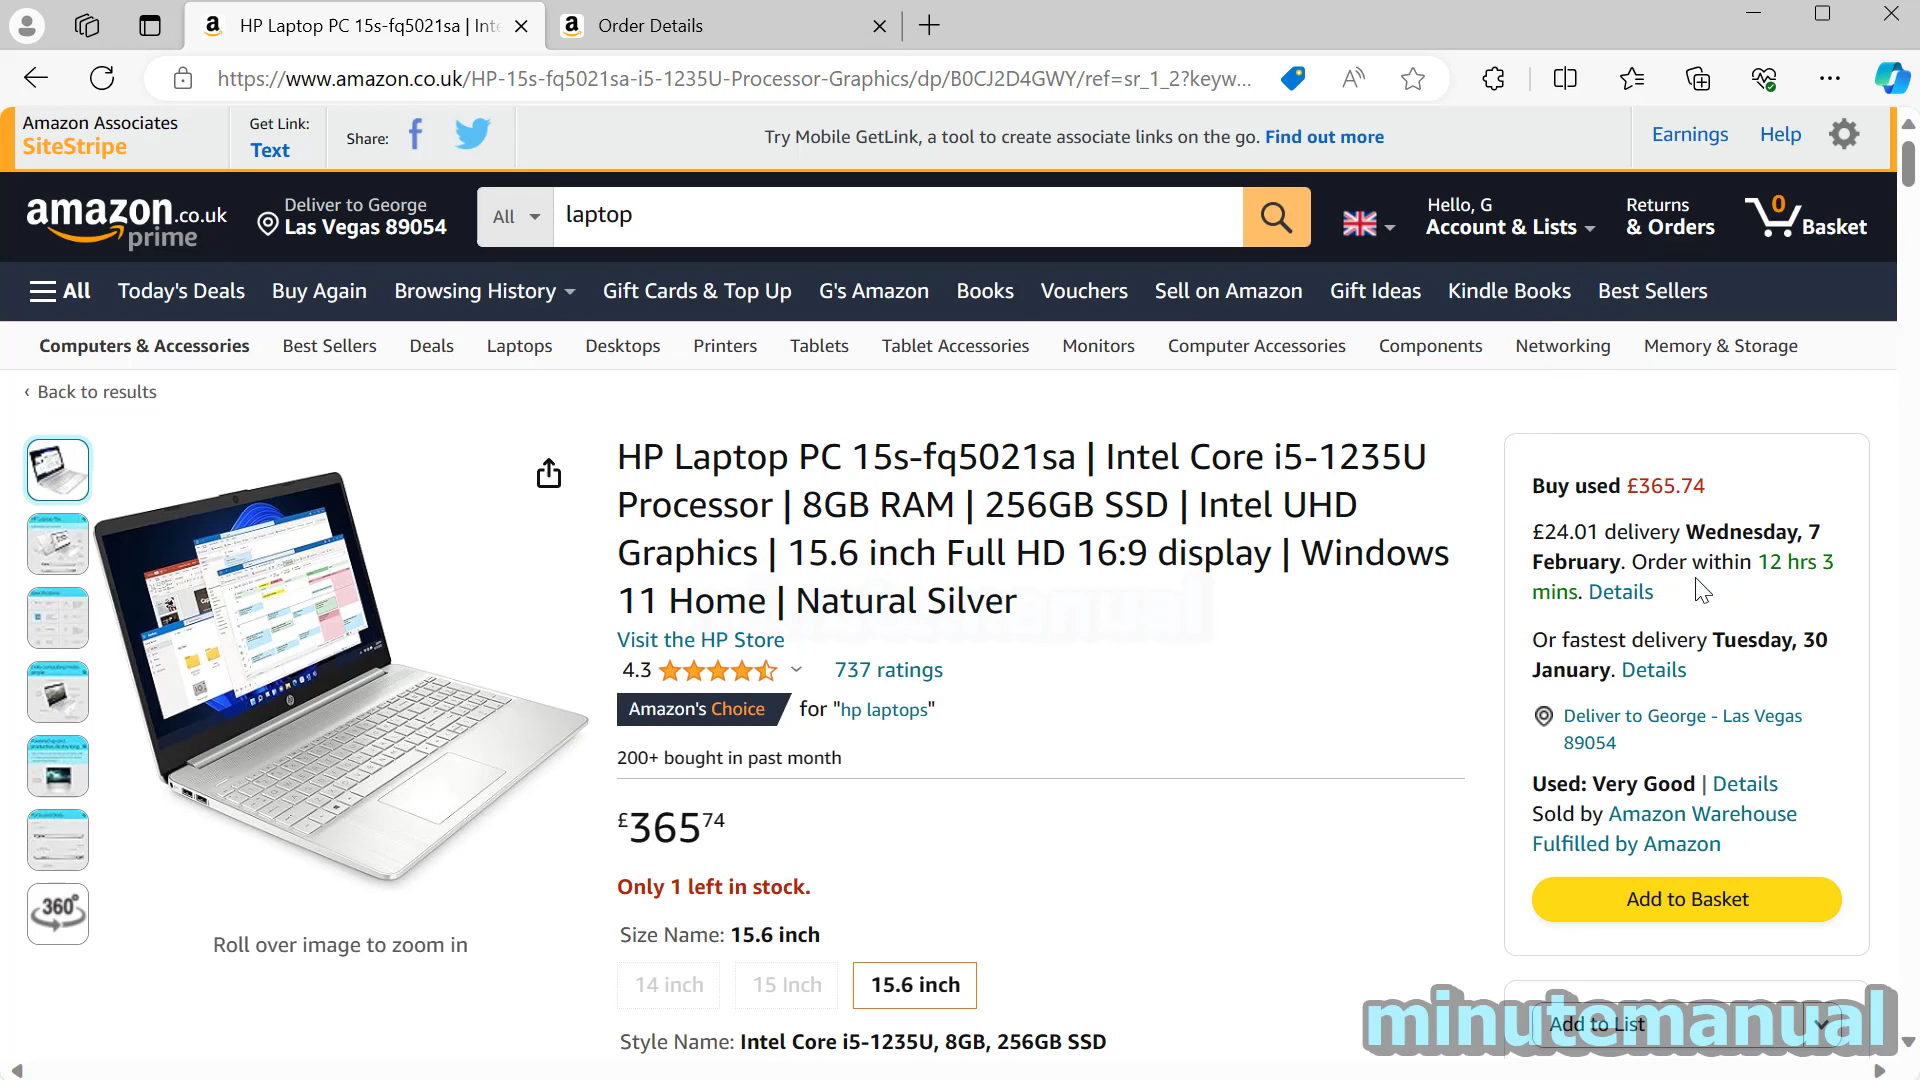 HP Laptop PC 15s-fq5021sa | Inte
Order Details
https://www.amazon.co.uk/HP-15s-fq5021sa-i5-1235U-Processor-Graphics/dp/B0CJ2D4GWY/ref=sr_1_2?keyw...
Amazon Associates
SiteStripe
Get Link:
Text
Share:
Try Mobile GetLink, a tool to create associate links on the go. Find out more
Earnings
Help
amazon.co.uk
prime
Deliver to George
Las Vegas 89054
All
laptop
Hello, G
Account & Lists
Returns
& Orders
0
Basket
All
Today's Deals
Buy Again
Browsing History
Gift Cards & Top Up
G's Amazon
Books
Vouchers
Sell on Amazon
Gift Ideas
Kindle Books
Best Sellers
Computers & Accessories
Best Sellers
Deals
Laptops
Desktops
Printers
Tablets
Tablet Accessories
Monitors
Computer Accessories
Components
Networking
Memory & Storage
‹ Back to results
HP Laptop PC 15s-fq5021sa | Intel Core i5-1235U
Processor | 8GB RAM | 256GB SSD | Intel UHD
Graphics | 15.6 inch Full HD 16:9 display | Windows
11 Home | Natural Silver
Visit the HP Store
4.3
737 ratings
Amazon's Choice for "hp laptops"
200+ bought in past month
£365 74
Only 1 left in stock.
Size Name: 15.6 inch
14 inch
15 Inch
15.6 inch
Style Name: Intel Core i5-1235U, 8GB, 256GB SSD
360°
Roll over image to zoom in
Buy used £365.74
£24.01 delivery Wednesday, 7
February. Order within 12 hrs 3
mins. Details
Or fastest delivery Tuesday, 30
January. Details
Deliver to George - Las Vegas
89054
Used: Very Good | Details
Sold by Amazon Warehouse
Fulfilled by Amazon
Add to Basket
Add to List
minutemanual